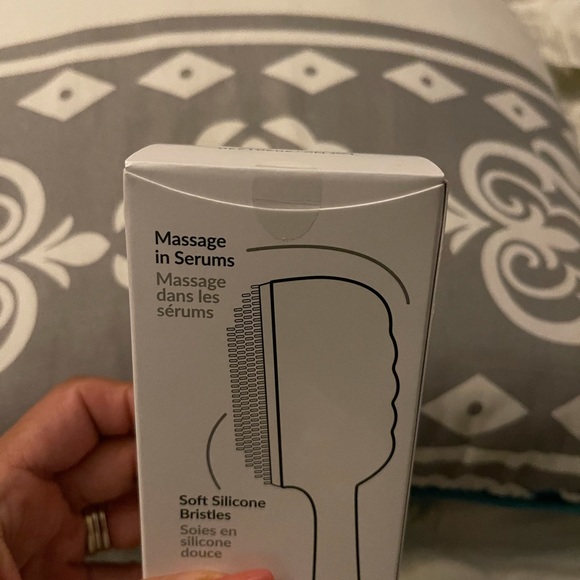 Massage
in Serums
Massage
dans les
sérums
Soft Silicone
Bristles
Soies en
silicone
douce